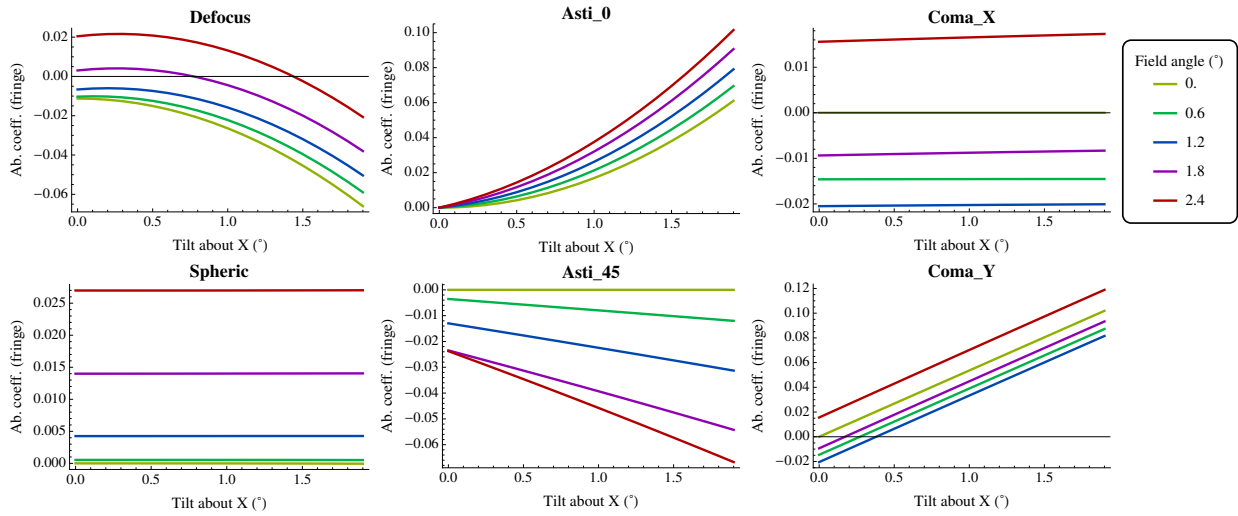 Defocus
Ab. coeff. (fringe)
0.02
0.00
−0.02
−0.04
−0.06
0.0 0.5 1.0 1.5
Tilt about X (°)
Asti_0
Ab. coeff. (fringe)
0.10
0.08
0.06
0.04
0.02
0.00
0.0 0.5 1.0 1.5
Tilt about X (°)
Coma_X
Ab. coeff. (fringe)
0.01
0.00
−0.01
−0.02
0.0 0.5 1.0 1.5
Tilt about X (°)
Field angle (°)
0.
0.6
1.2
1.8
2.4
Spheric
Ab. coeff. (fringe)
0.025
0.020
0.015
0.010
0.005
0.000
0.0 0.5 1.0 1.5
Tilt about X (°)
Asti_45
Ab. coeff. (fringe)
0.00
−0.01
−0.02
−0.03
−0.04
−0.05
−0.06
0.0 0.5 1.0 1.5
Tilt about X (°)
Coma_Y
Ab. coeff. (fringe)
0.12
0.10
0.08
0.06
0.04
0.02
0.00
−0.02
0.0 0.5 1.0 1.5
Tilt about X (°)